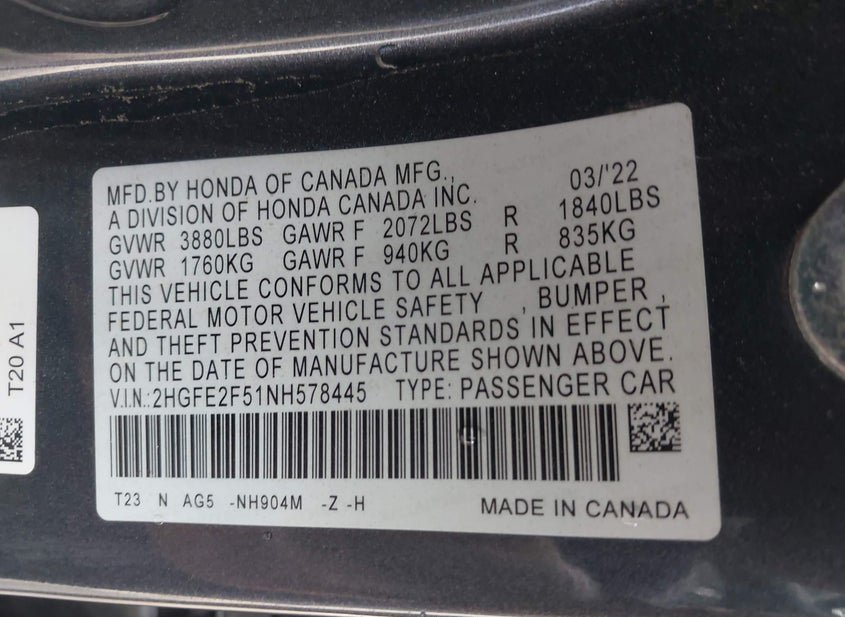 MFD.BY HONDA OF CANADA MFG., 03/'22
A DIVISION OF HONDA CANADA INC.
GVWR 3880LBS GAWR F 2072LBS R 1840LBS
GVWR 1760KG GAWR F 940KG R 835KG
THIS VEHICLE CONFORMS TO ALL APPLICABLE
FEDERAL MOTOR VEHICLE SAFETY , BUMPER ,
AND THEFT PREVENTION STANDARDS IN EFFECT
ON THE DATE OF MANUFACTURE SHOWN ABOVE.
V.I.N.:2HGFE2F51NH578445 TYPE: PASSENGER CAR
T23 N AG5 -NH904M -Z -H MADE IN CANADA
T20 A1